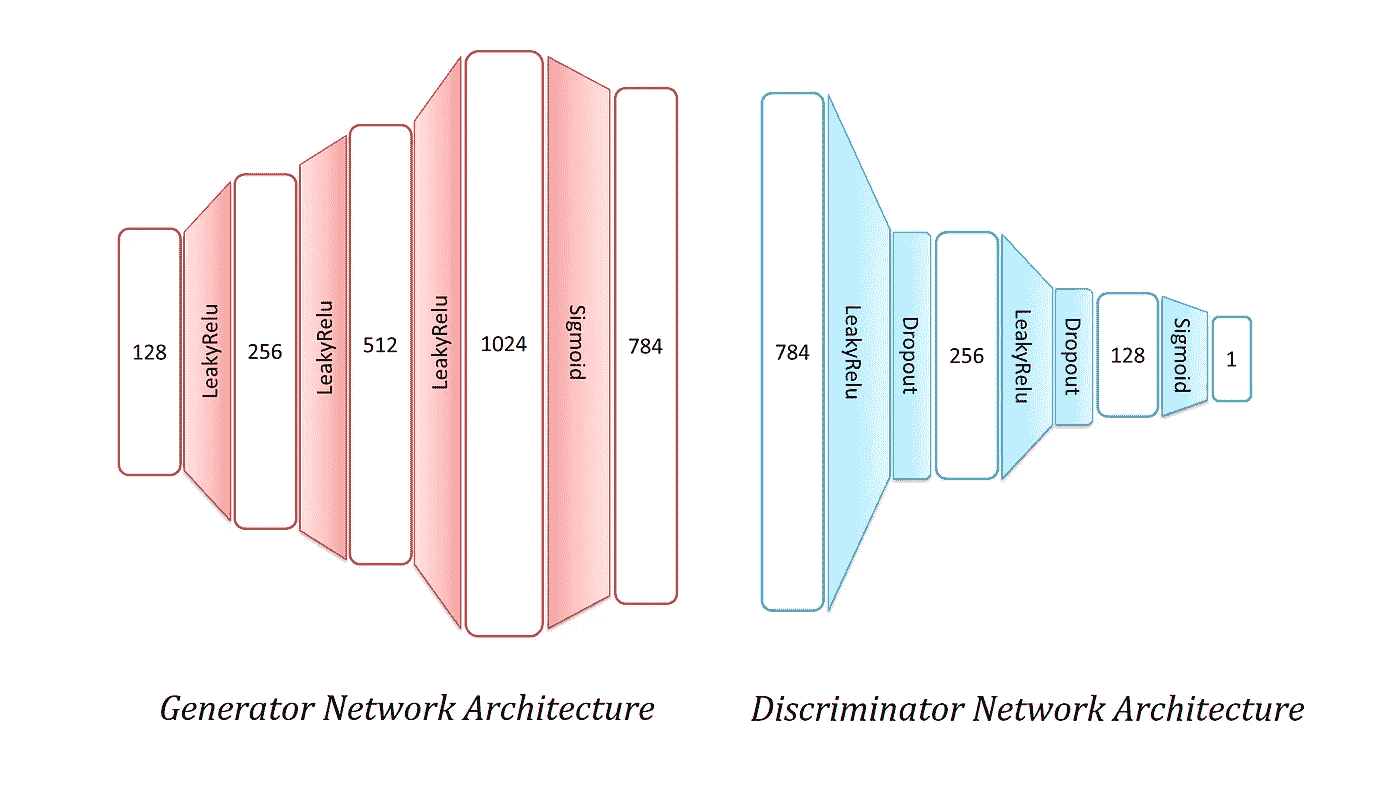 128
LeakyRelu
256
LeakyRelu
512
LeakyRelu
1024
Sigmoid
784
Generator Network Architecture
784
LeakyRelu
Dropout
256
LeakyRelu
Dropout
128
Sigmoid
1
Discriminator Network Architecture